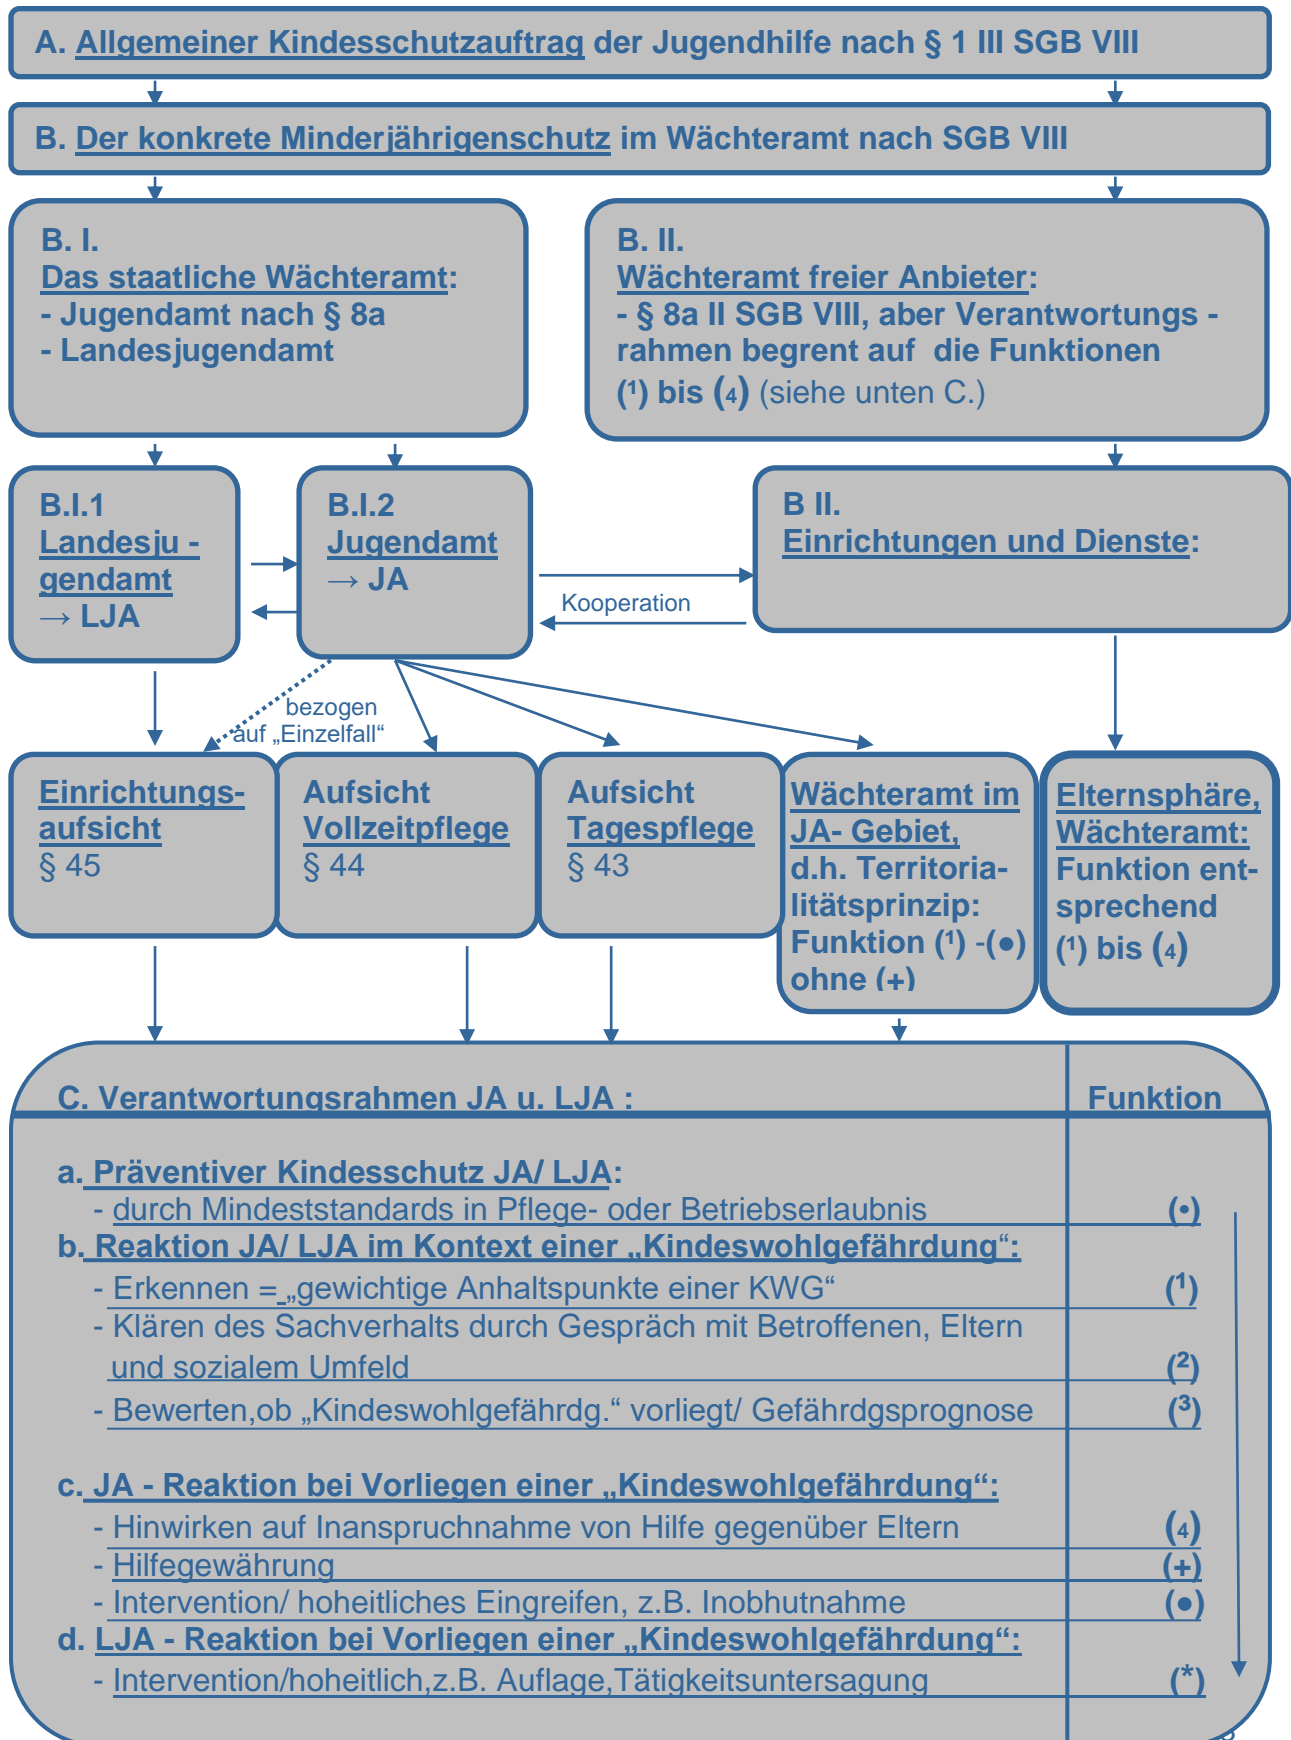 A. Allgemeiner Kindesschutzauftrag der Jugendhilfe nach § 1 III SGB VIII
B. Der konkrete Minderjährigenschutz im Wächteramt nach SGB VIII
B. I.
Das staatliche Wächteramt:
- Jugendamt nach § 8a
- Landesjugendamt
B. II.
Wächteramt freier Anbieter:
- § 8a II SGB VIII, aber Verantwortungs -
rahmen begrent auf die Funktionen
(¹) bis (₄) (siehe unten C.)
B.I.1
Landesju -
gendamt
→ LJA
B.I.2
Jugendamt
→ JA
Kooperation
B II.
Einrichtungen und Dienste:
bezogen
auf „Einzelfall“
Einrichtungs-
aufsicht
§ 45
Aufsicht
Vollzeitpflege
§ 44
Aufsicht
Tagespflege
§ 43
Wächteramt im
JA- Gebiet,
d.h. Territoria-
litätsprinzip:
Funktion (¹) -(●)
ohne (+)
Elternsphäre,
Wächteramt:
Funktion ent-
sprechend
(¹) bis (₄)
C. Verantwortungsrahmen JA u. LJA : Funktion
a. Präventiver Kindesschutz JA/ LJA:
- durch Mindeststandards in Pflege- oder Betriebserlaubnis (•)
b. Reaktion JA/ LJA im Kontext einer „Kindeswohlgefährdung“:
- Erkennen = „gewichtige Anhaltspunkte einer KWG“ (¹)
- Klären des Sachverhalts durch Gespräch mit Betroffenen, Eltern
und sozialem Umfeld (²)
- Bewerten,ob „Kindeswohlgefährdg.“ vorliegt/ Gefährdgsprognose (³)
c. JA - Reaktion bei Vorliegen einer „Kindeswohlgefährdung“:
- Hinwirken auf Inanspruchnahme von Hilfe gegenüber Eltern (₄)
- Hilfegewährung (+)
- Intervention/ hoheitliches Eingreifen, z.B. Inobhutnahme (●)
d. LJA - Reaktion bei Vorliegen einer „Kindeswohlgefährdung“:
- Intervention/hoheitlich,z.B. Auflage,Tätigkeitsuntersagung (*)